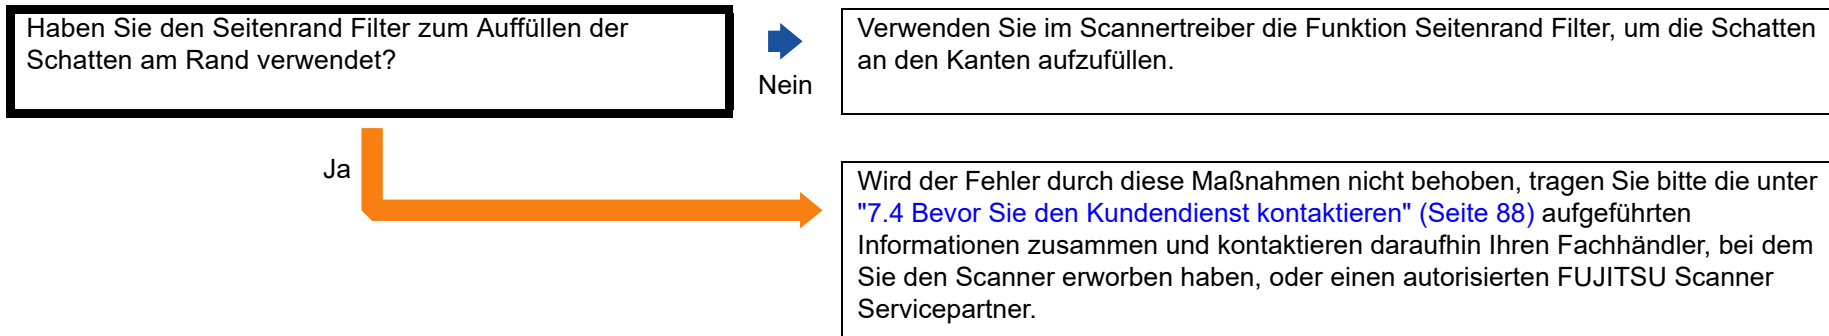 Haben Sie den Seitenrand Filter zum Auffüllen der
Schatten am Rand verwendet?
Nein
Verwenden Sie im Scannertreiber die Funktion Seitenrand Filter, um die Schatten
an den Kanten aufzufüllen.
Ja
Wird der Fehler durch diese Maßnahmen nicht behoben, tragen Sie bitte die unter
"7.4 Bevor Sie den Kundendienst kontaktieren" (Seite 88) aufgeführten
Informationen zusammen und kontaktieren daraufhin Ihren Fachhändler, bei dem
Sie den Scanner erworben haben, oder einen autorisierten FUJITSU Scanner
Servicepartner.